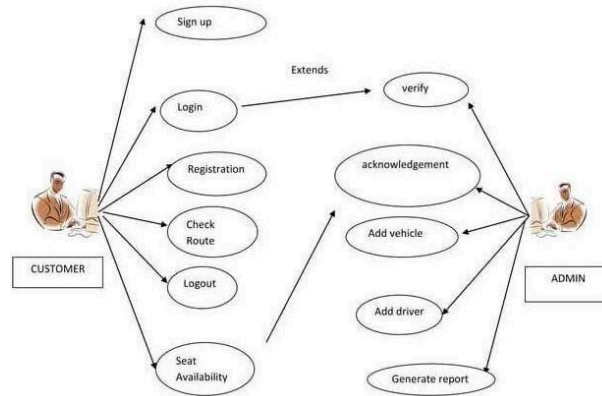 Sign up
Extends
verify
Login
Registration
acknowledgement
Check
Route
Add vehicle
CUSTOMER
Logout
ADMIN
Add driver
Seat
Availability
Generate report